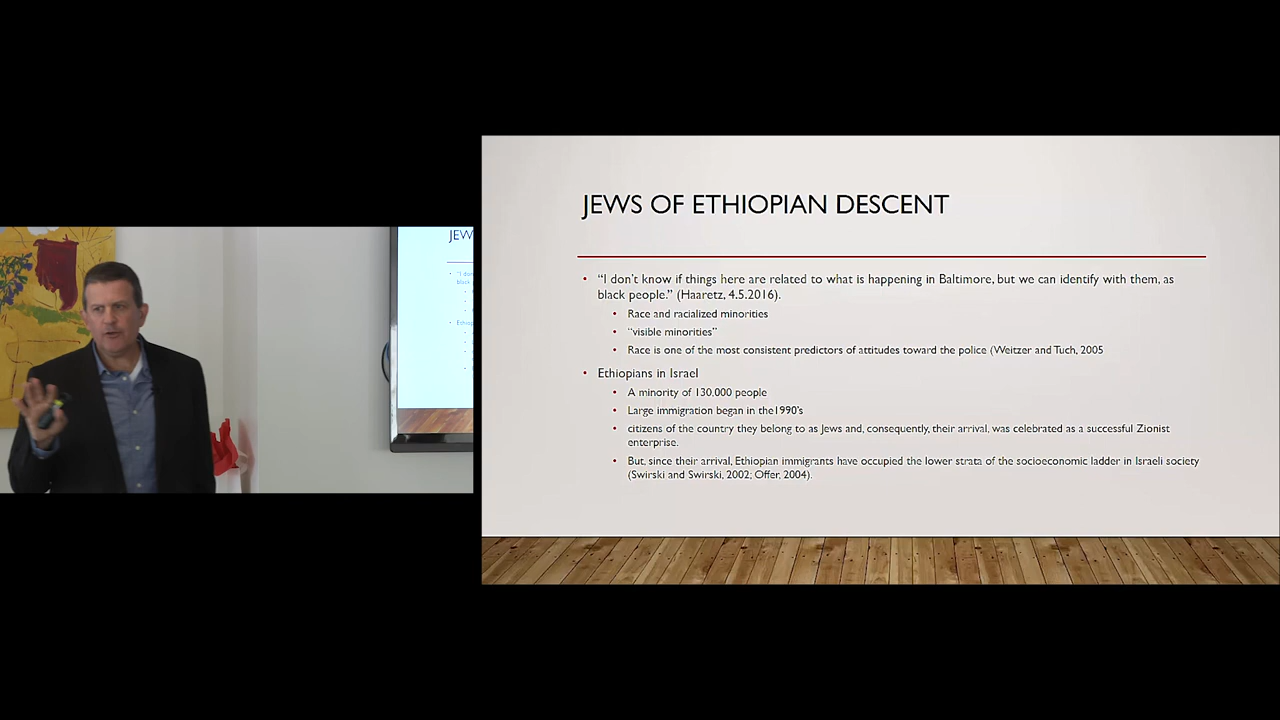 JEWS OF ETHIOPIAN DESCENT
• “I don’t know if things here are related to what is happening in Baltimore, but we can identify with them, as
black people.” (Haaretz, 4.5.2016).
• Race and racialized minorities
• “visible minorities”
• Race is one of the most consistent predictors of attitudes toward the police (Weitzer and Tuch, 2005
• Ethiopians in Israel
• A minority of 130,000 people
• Large immigration began in the1990’s
• citizens of the country they belong to as Jews and, consequently, their arrival, was celebrated as a successful Zionist
enterprise.
• But, since their arrival, Ethiopian immigrants have occupied the lower strata of the socioeconomic ladder in Israeli society
(Swirski and Swirski, 2002; Offer, 2004).
JEW